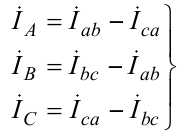 İ_A = İ_ab − İ_ca
İ_B = İ_bc − İ_ab
İ_C = İ_ca − İ_bc